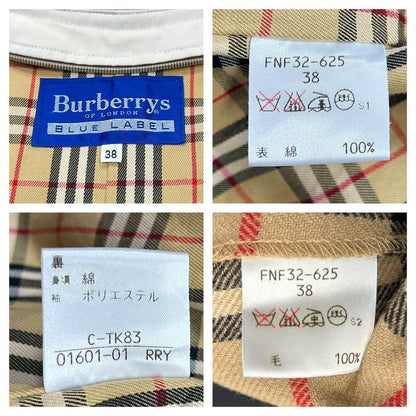 Burberrys
OF LONDON
BLUE LABEL
38
FNF32-625
38
S1
表 綿 100%
裏
身頃 綿
袖 ポリエステル
C-TK83
01601-01 RRY
FNF32-625
38
S2
毛 100%